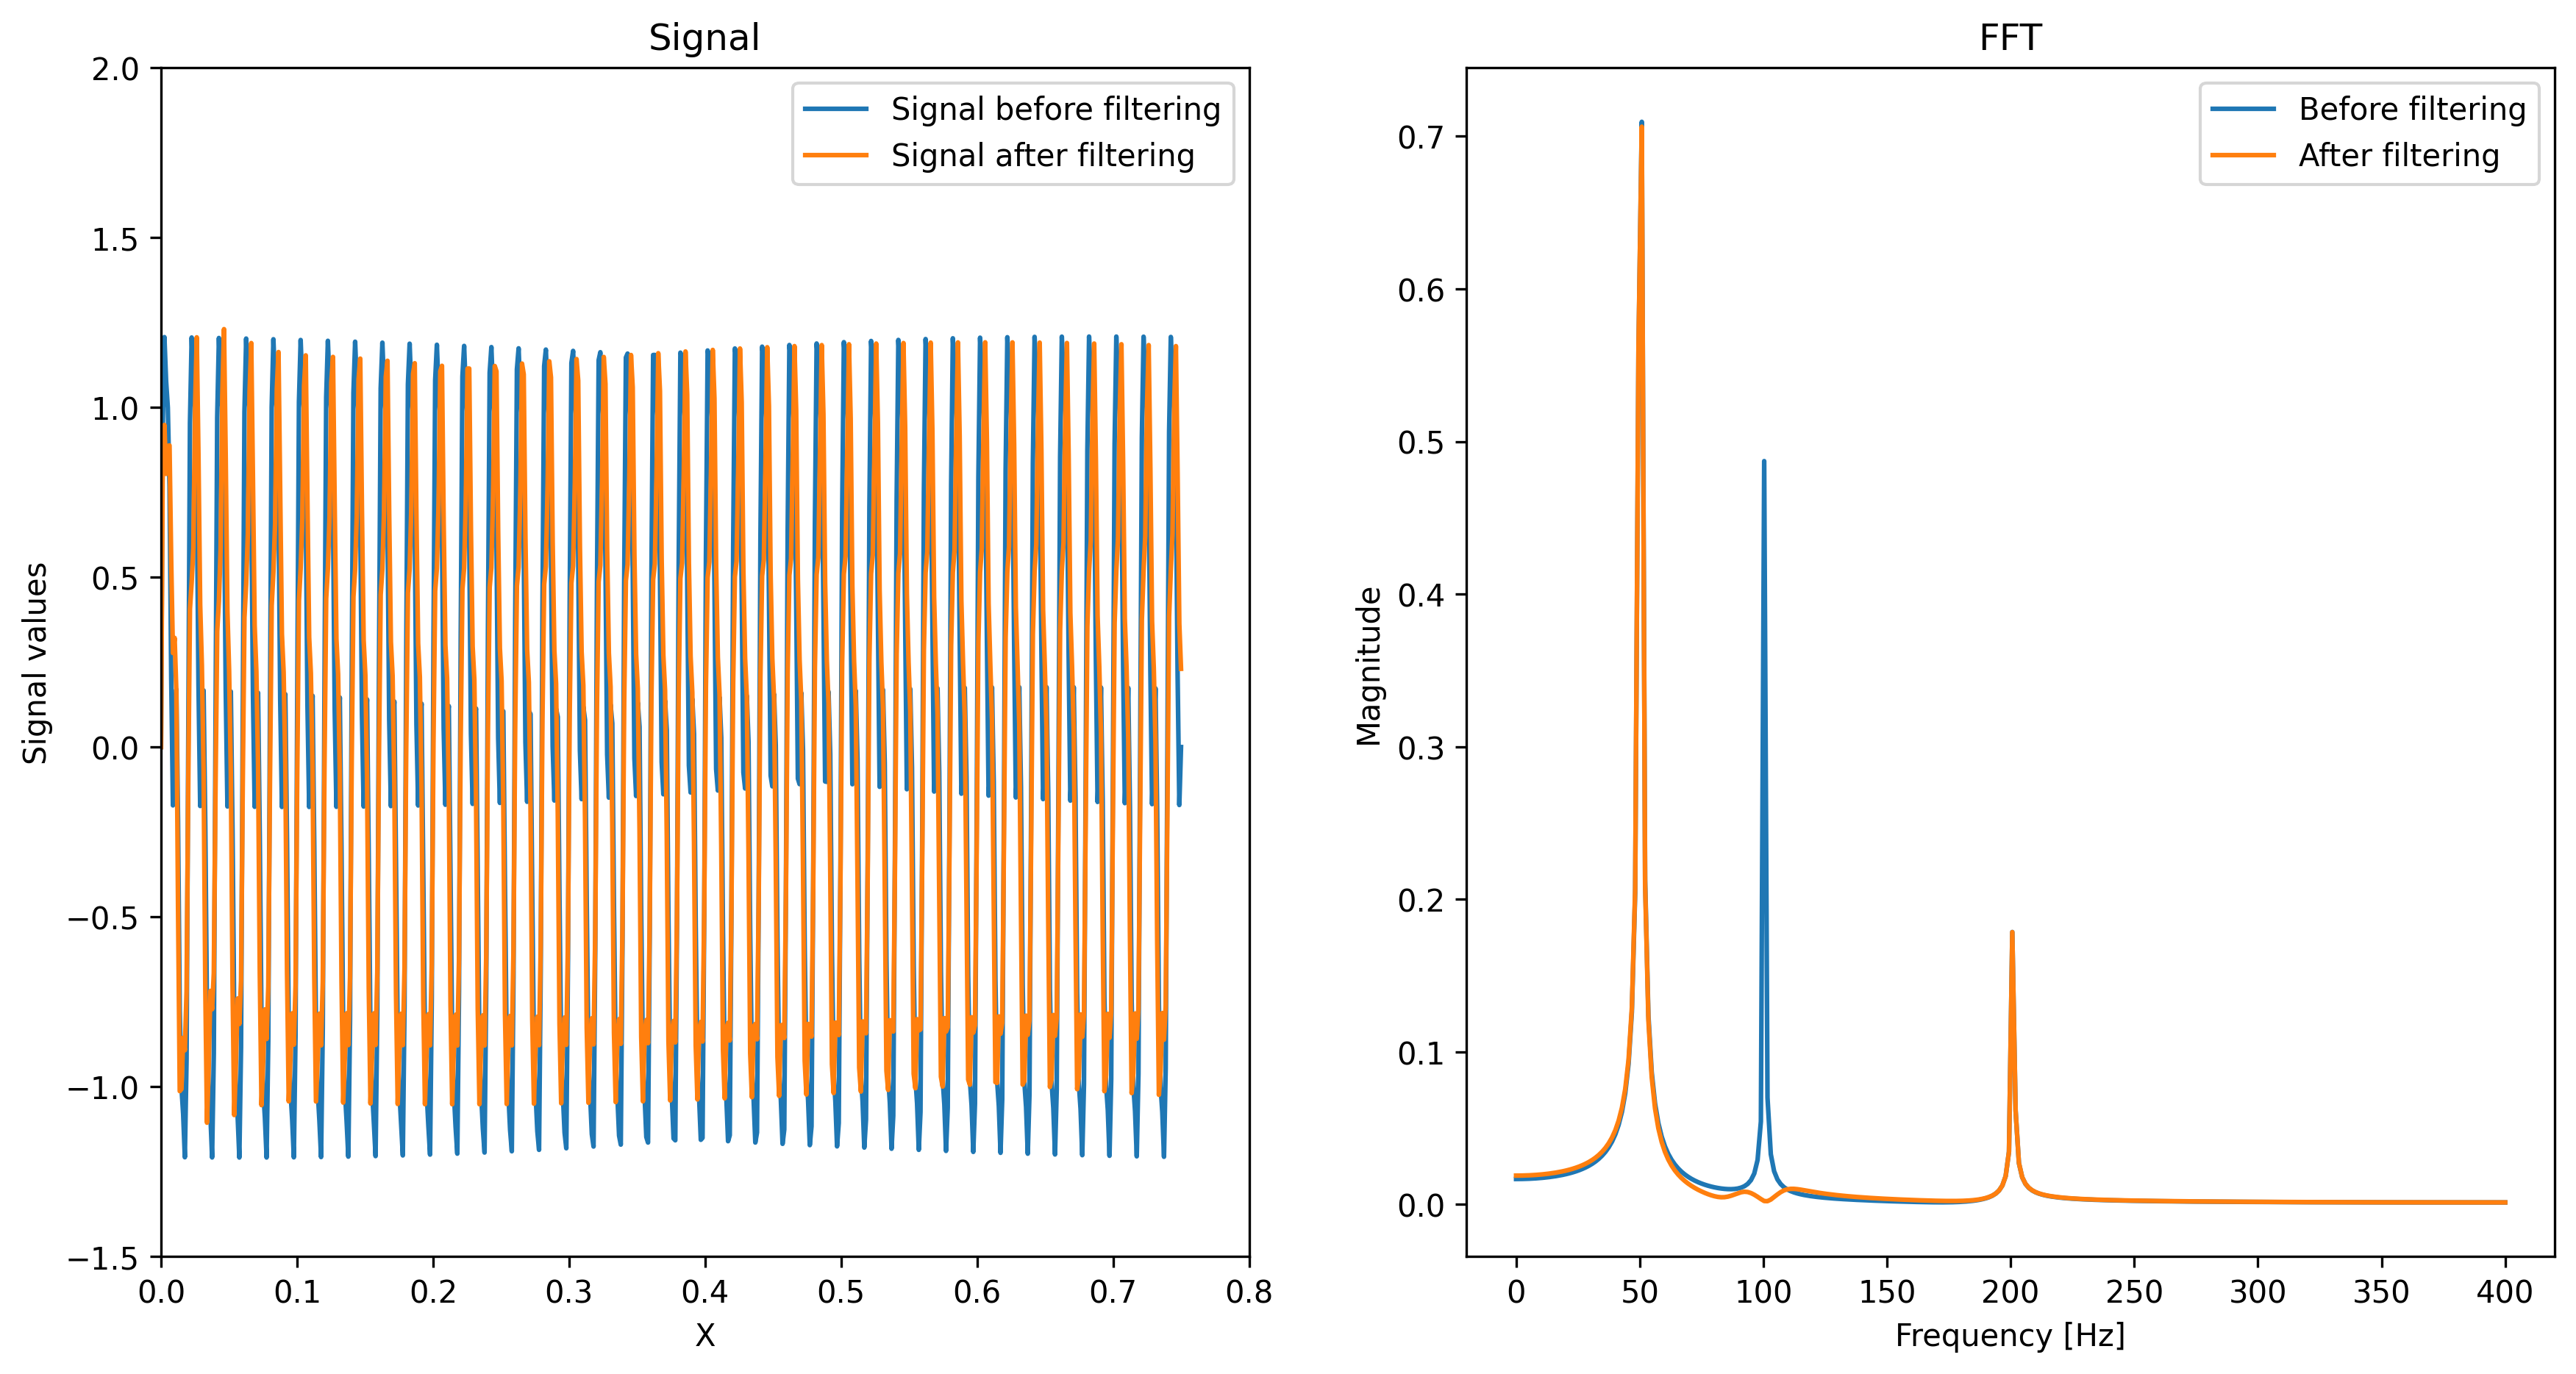 Signal
2.0
1.5
1.0
0.5
0.0
−0.5
−1.0
−1.5
Signal values
Signal before filtering
Signal after filtering
0.0 0.1 0.2 0.3 0.4 0.5 0.6 0.7 0.8
X
FFT
0.7
0.6
0.5
0.4
0.3
0.2
0.1
0.0
Magnitude
Before filtering
After filtering
0 50 100 150 200 250 300 350 400
Frequency [Hz]